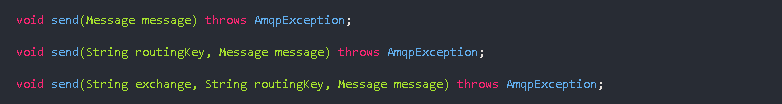 void send(Message message) throws AmqpException;
void send(String routingKey, Message message) throws AmqpException;
void send(String exchange, String routingKey, Message message) throws AmqpException;